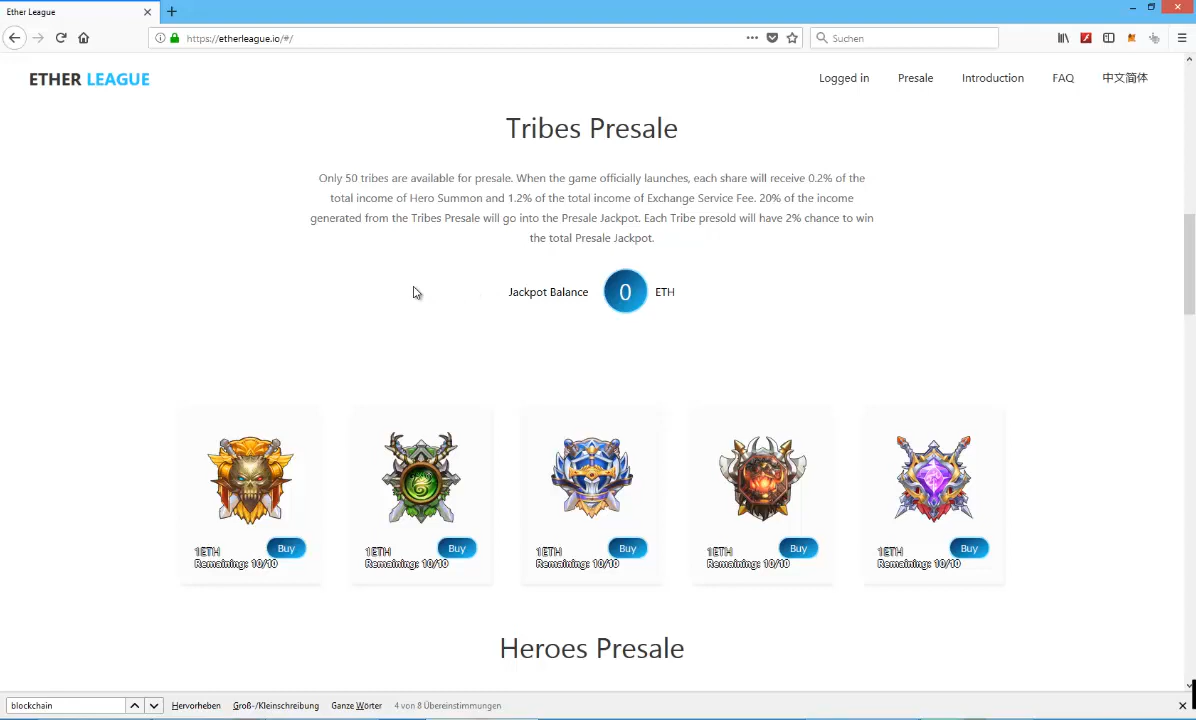 Ether League
https://etherleague.io/#/
Suchen
ETHER LEAGUE
Logged in
Presale
Introduction
FAQ
中文简体
Tribes Presale
Only 50 tribes are available for presale. When the game officially launches, each share will receive 0.2% of the
total income of Hero Summon and 1.2% of the total income of Exchange Service Fee. 20% of the income
generated from the Tribes Presale will go into the Presale Jackpot. Each Tribe presold will have 2% chance to win
the total Presale Jackpot.
Jackpot Balance 0 ETH
1ETH
Buy
Remaining: 10/10
1ETH
Buy
Remaining: 10/10
1ETH
Buy
Remaining: 10/10
1ETH
Buy
Remaining: 10/10
1ETH
Buy
Remaining: 10/10
Heroes Presale
blockchain
Hervorheben
Groß-/Kleinschreibung
Ganze Wörter
4 von 8 Übereinstimmungen